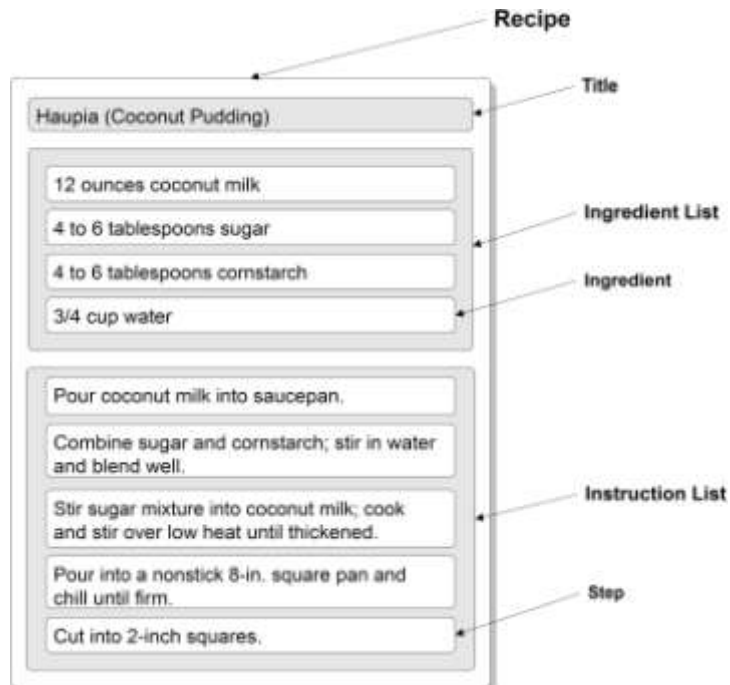 Recipe
Title
Haupia (Coconut Pudding)
12 ounces coconut milk
4 to 6 tablespoons sugar
Ingredient List
4 to 6 tablespoons cornstarch
Ingredient
3/4 cup water
Pour coconut milk into saucepan.
Combine sugar and cornstarch; stir in water
and blend well.
Instruction List
Stir sugar mixture into coconut milk; cook
and stir over low heat until thickened.
Pour into a nonstick 8-in. square pan and
chill until firm.
Step
Cut into 2-inch squares.